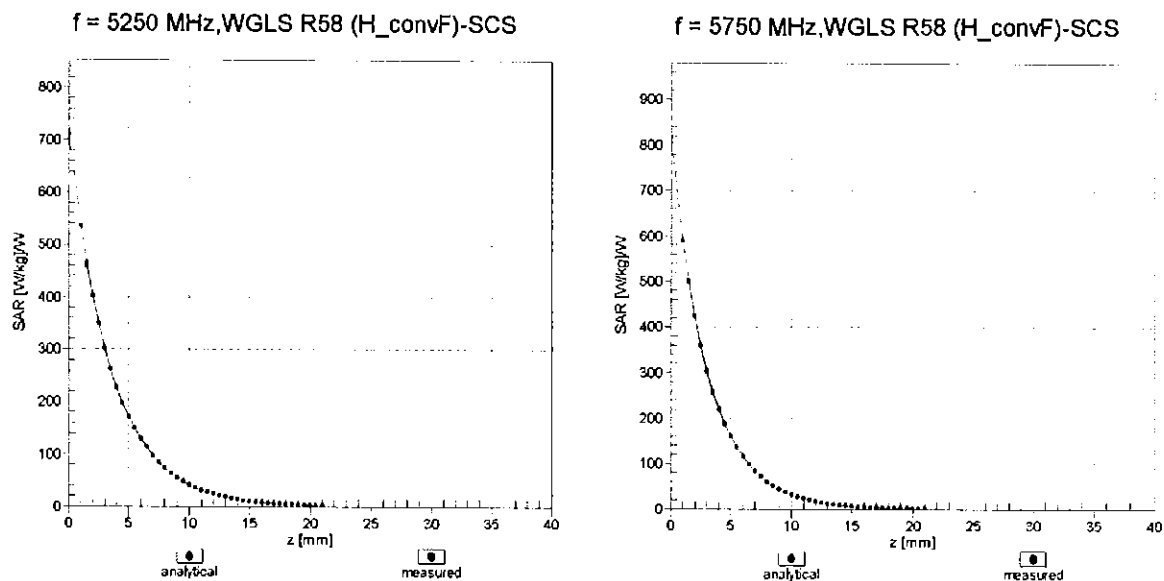 f = 5250 MHz,WGLS R58 (H_convF)-SCS
SAR [W/kg]/W
800
700
600
500
400
300
200
100
0
0 5 10 15 20 25 30 35 40
z [mm]
analytical measured
f = 5750 MHz,WGLS R58 (H_convF)-SCS
SAR [W/kg]/W
900
800
700
600
500
400
300
200
100
0
0 5 10 15 20 25 30 35 40
z [mm]
analytical measured